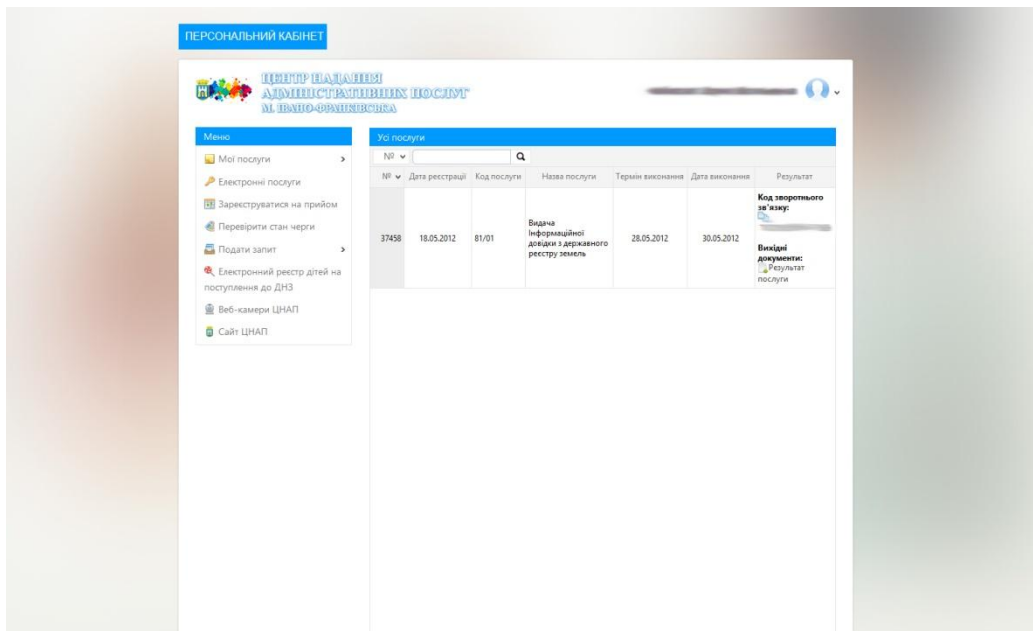 ПЕРСОНАЛЬНИЙ КАБІНЕТ
ЦЕНТР НАДАННЯ
АДМІНІСТРАТИВНИХ ПОСЛУГ
М. ІВАНО-ФРАНКІВСЬКА
Меню
Мої послуги
Електронні послуги
Зареєструватися на прийом
Перевірити стан черги
Подати запит
Електронний реєстр дітей на
поступлення до ДНЗ
Веб-камери ЦНАП
Сайт ЦНАП
Усі послуги
№
№ Дата реєстрації Код послуги Назва послуги Термін виконання Дата виконання Результат
37458 18.05.2012 81/01
Видача
Інформаційної
довідки з державного
реєстру земель
28.05.2012 30.05.2012
Код зворотнього
зв'язку:
Вихідні
документи:
Результат
послуги